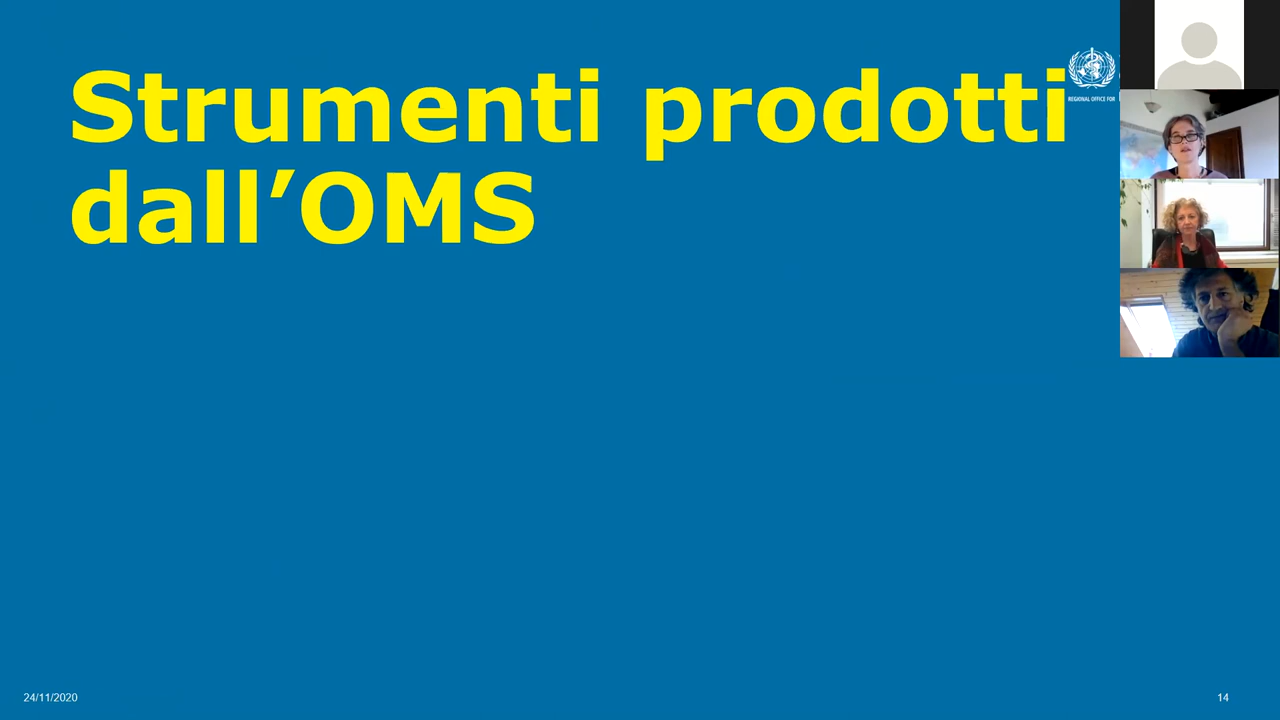 Strumenti prodotti
dall’OMS
REGIONAL OFFICE FOR
24/11/2020
14